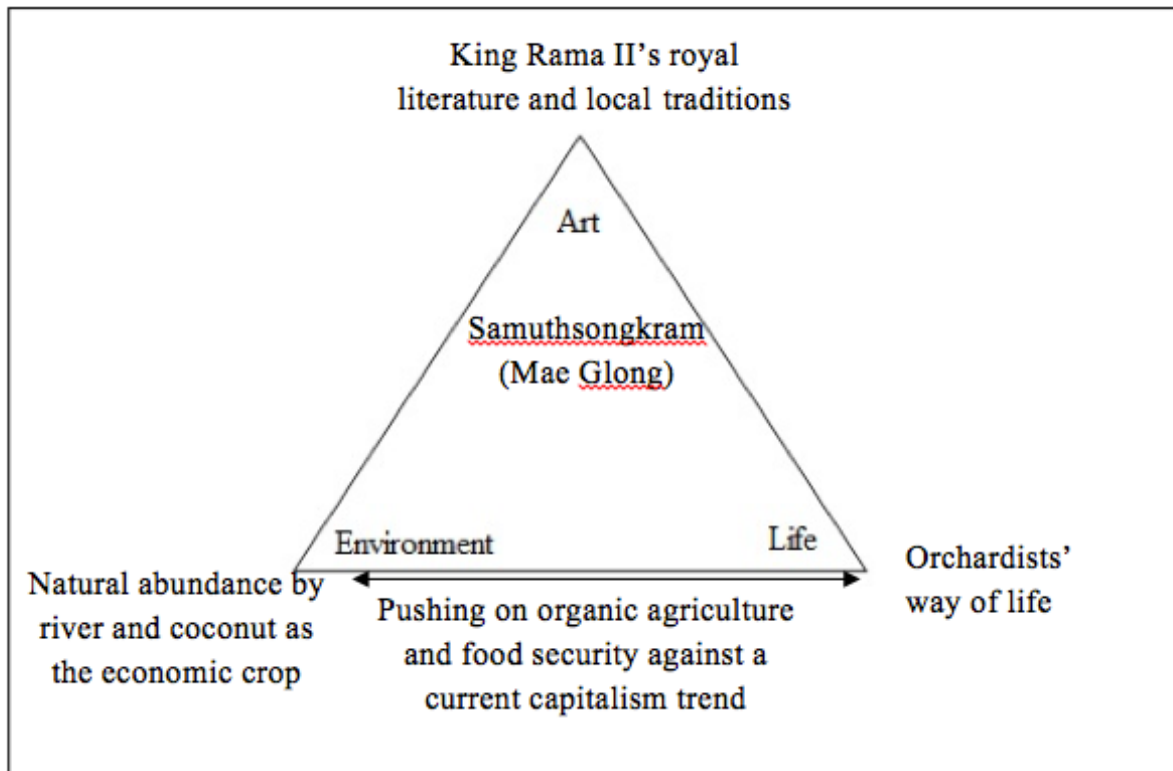 King Rama II's royal
literature and local traditions
Art
Samuthsongkram
(Mae Glong)
Environment
Life
Natural abundance by
river and coconut as
the economic crop
Pushing on organic agriculture
and food security against a
current capitalism trend
Orchardists'
way of life